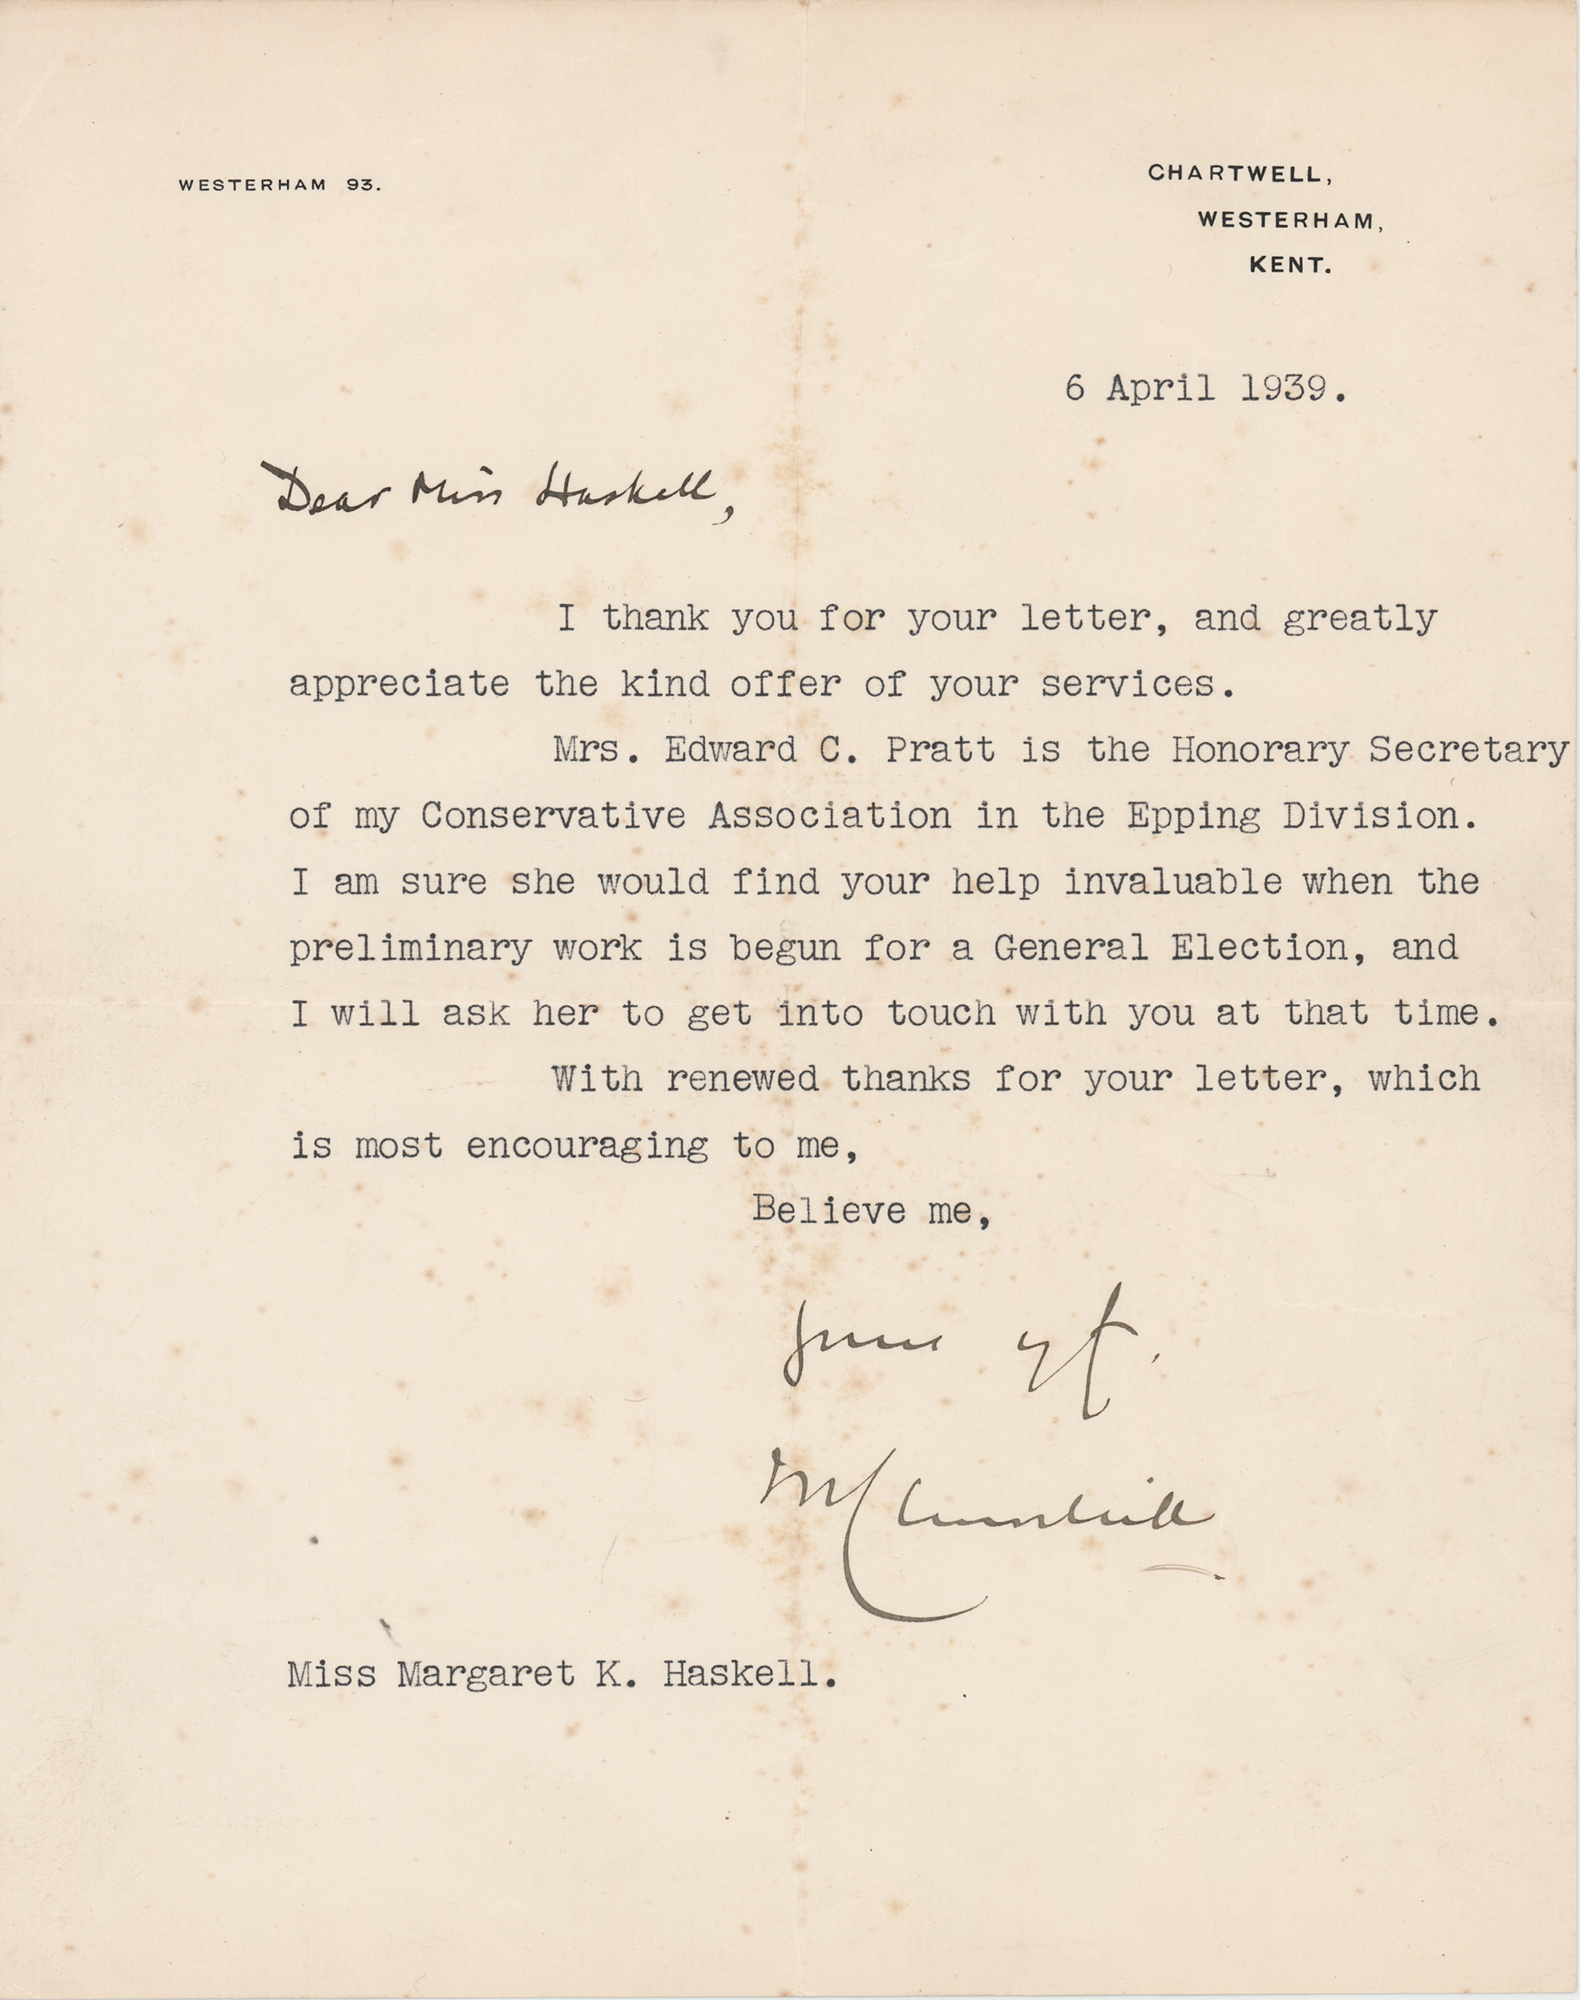 WESTERHAM 93.
CHARTWELL,
WESTERHAM,
KENT.
6 April 1939.
Dear Miss Haskell,
I thank you for your letter, and greatly
appreciate the kind offer of your services.
Mrs. Edward C. Pratt is the Honorary Secretary
of my Conservative Association in the Epping Division.
I am sure she would find your help invaluable when the
preliminary work is begun for a General Election, and
I will ask her to get into touch with you at that time.
With renewed thanks for your letter, which
is most encouraging to me,
Believe me,
Yours
W Churchill
Miss Margaret K. Haskell.